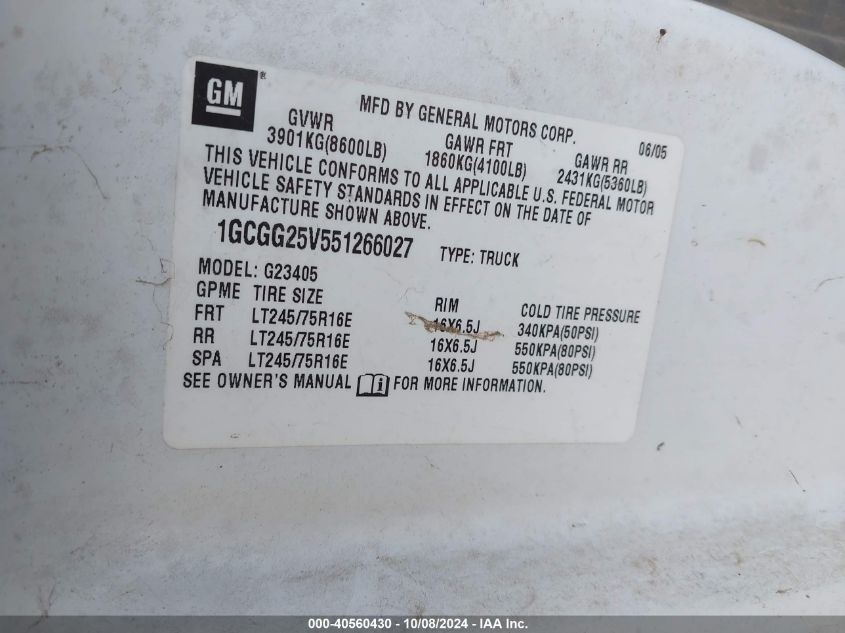 GM®
MFD BY GENERAL MOTORS CORP. 06/05
GVWR GAWR FRT GAWR RR
3901KG(8600LB) 1860KG(4100LB) 2431KG(5360LB)
THIS VEHICLE CONFORMS TO ALL APPLICABLE U.S. FEDERAL MOTOR
VEHICLE SAFETY STANDARDS IN EFFECT ON THE DATE OF
MANUFACTURE SHOWN ABOVE.
1GCGG25V551266027 TYPE: TRUCK
MODEL: G23405
GPME TIRE SIZE RIM COLD TIRE PRESSURE
FRT LT245/75R16E 16X6.5J 340KPA(50PSI)
RR LT245/75R16E 16X6.5J 550KPA(80PSI)
SPA LT245/75R16E 16X6.5J 550KPA(80PSI)
SEE OWNER'S MANUAL i FOR MORE INFORMATION.
000-40560430 - 10/08/2024 - IAA Inc.